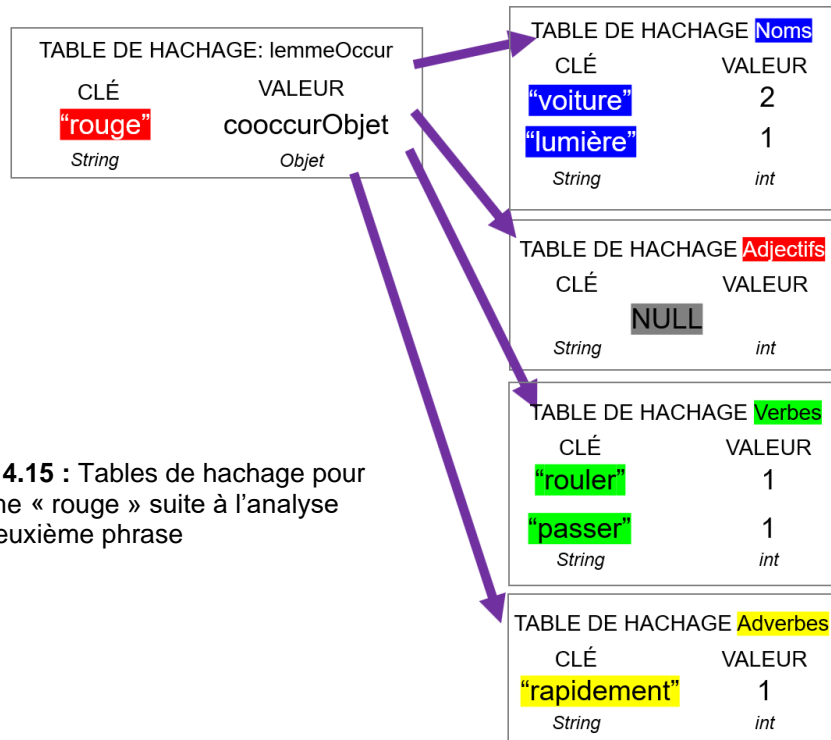 TABLE DE HACHAGE: lemmeOccur
CLÉ VALEUR
“rouge” cooccurObjet
String Objet
TABLE DE HACHAGE Noms
CLÉ VALEUR
“voiture” 2
“lumière” 1
String int
TABLE DE HACHAGE Adjectifs
CLÉ VALEUR
NULL
String int
TABLE DE HACHAGE Verbes
CLÉ VALEUR
“rouler” 1
“passer” 1
String int
TABLE DE HACHAGE Adverbes
CLÉ VALEUR
“rapidement” 1
String int
4.15 : Tables de hachage pour
ne « rouge » suite à l’analyse
euxième phrase